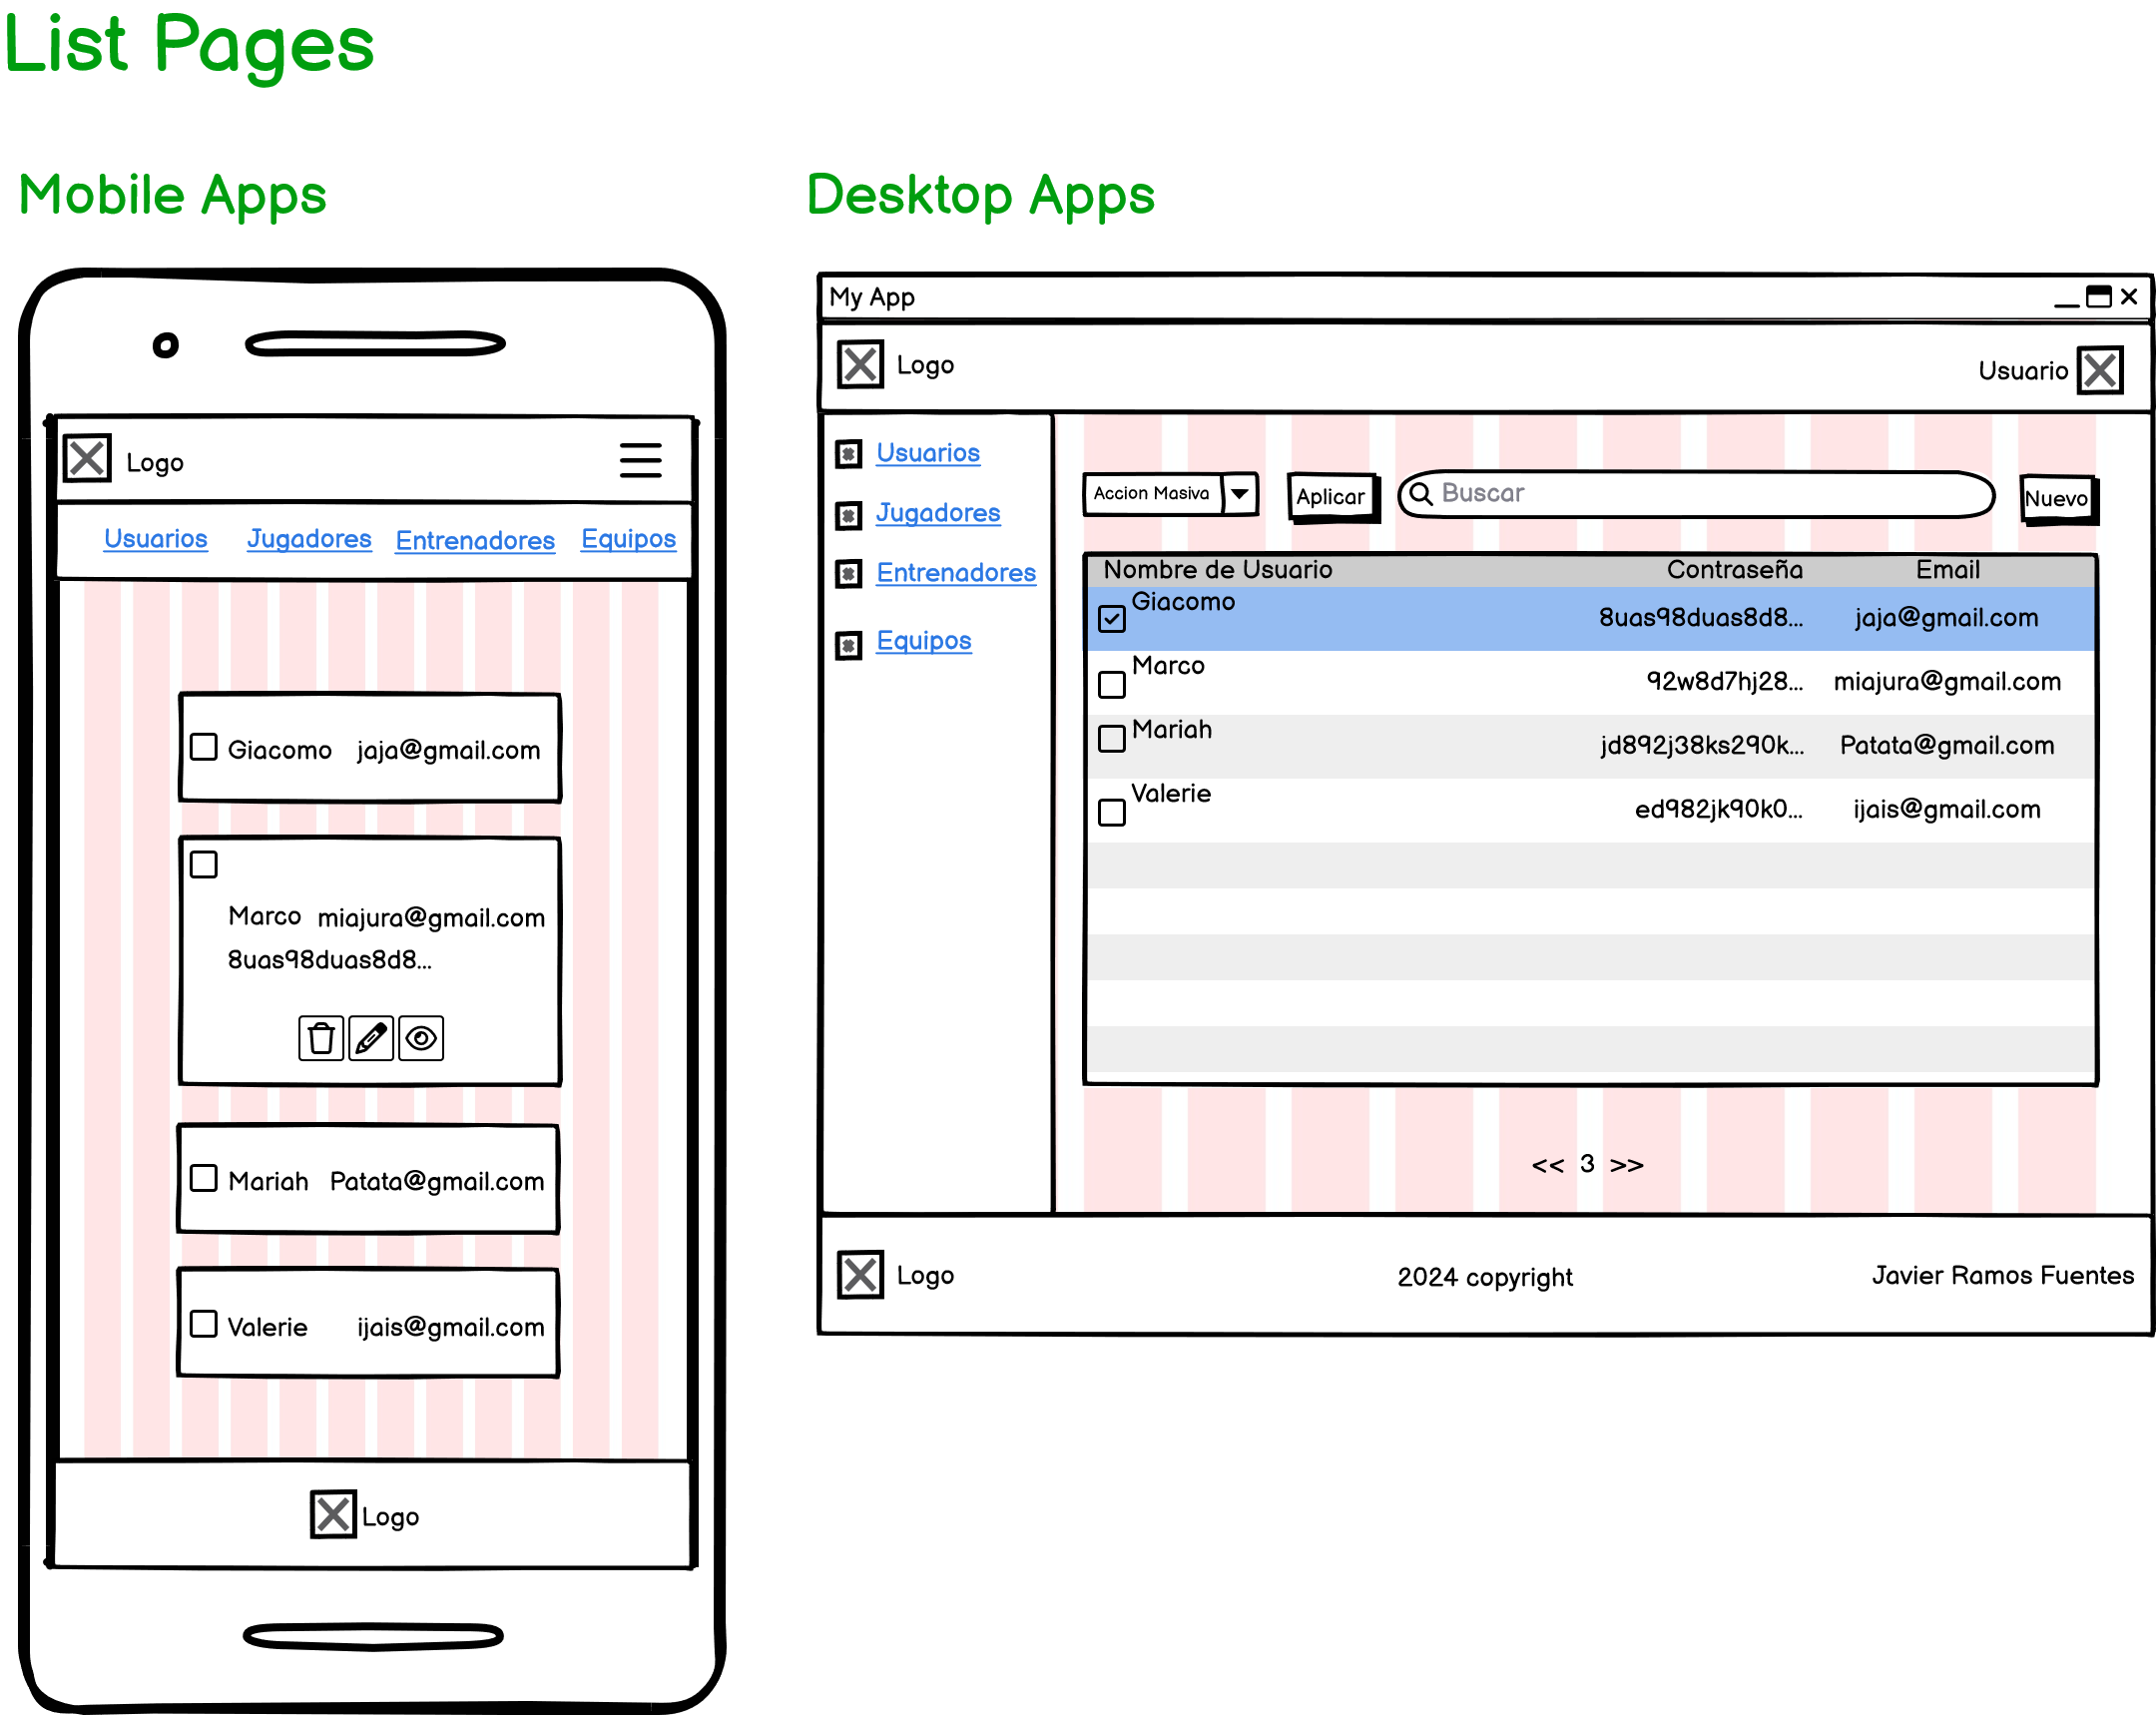 List Pages
Mobile Apps
Logo
Usuarios Jugadores Entrenadores Equipos
Giacomo jaja@gmail.com
Marco miajura@gmail.com
8uas98duas8d8...
Mariah Patata@gmail.com
Valerie ijais@gmail.com
Logo
Desktop Apps
My App
Logo Usuario
Usuarios
Jugadores
Entrenadores
Equipos
Accion Masiva Aplicar Buscar Nuevo
Nombre de Usuario Contraseña Email
Giacomo 8uas98duas8d8... jaja@gmail.com
Marco 92w8d7hj28... miajura@gmail.com
Mariah jd892j38ks290k... Patata@gmail.com
Valerie ed982jk90k0... ijais@gmail.com
<< 3 >>
Logo 2024 copyright Javier Ramos Fuentes